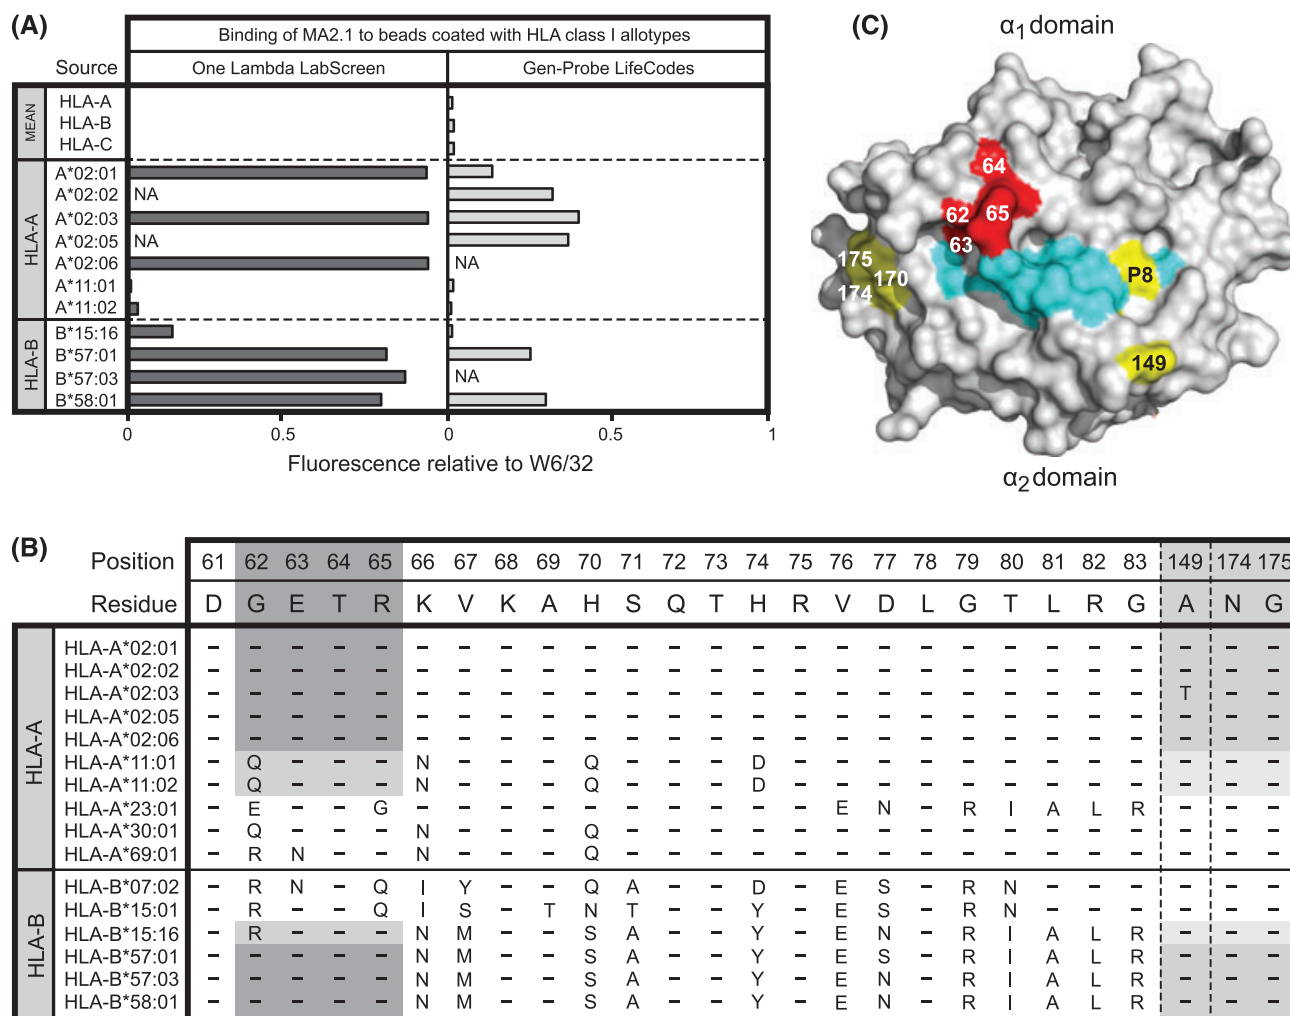 (A)
Binding of MA2.1 to beads coated with HLA class I allotypes
Source One Lambda LabScreen Gen-Probe LifeCodes
MEAN
HLA-A
HLA-B
HLA-C
HLA-A
A*02:01
A*02:02 NA
A*02:03
A*02:05 NA
A*02:06 NA
A*11:01
A*11:02
HLA-B
B*15:16
B*57:01
B*57:03 NA
B*58:01
0 0.5 0 0.5 1
Fluorescence relative to W6/32
(C)
α1 domain
64
62 65
63
175
170
174
P8
149
α2 domain
(B)
Position 61 62 63 64 65 66 67 68 69 70 71 72 73 74 75 76 77 78 79 80 81 82 83 149 174 175
Residue D G E T R K V K A H S Q T H R V D L G T L R G A N G
HLA-A
HLA-A*02:01 – – – – – – – – – – – – – – – – – – – – – – – – – –
HLA-A*02:02 – – – – – – – – – – – – – – – – – – – – – – – – – –
HLA-A*02:03 – – – – – – – – – – – – – – – – – – – – – – – T – –
HLA-A*02:05 – – – – – – – – – – – – – – – – – – – – – – – – – –
HLA-A*02:06 – – – – – – – – – – – – – – – – – – – – – – – – – –
HLA-A*11:01 – Q – – – N – – – Q – – – D – – – – – – – – – – – –
HLA-A*11:02 – Q – – – N – – – Q – – – D – – – – – – – – – – – –
HLA-A*23:01 – E – – G – – – – – – – – – – E N – R I A L R – – –
HLA-A*30:01 – Q – – – N – – – Q – – – – – – – – – – – – – – – –
HLA-A*69:01 – R N – – N – – – Q – – – – – – – – – – – – – – – –
HLA-B
HLA-B*07:02 – R N – Q I Y – – Q A – – D – E S – R N – – – – – –
HLA-B*15:01 – R – – Q I S – T N T – – Y – E S – R N – – – – – –
HLA-B*15:16 – R – – – N M – – S A – – Y – E N – R I A L R – – –
HLA-B*57:01 – – – – – N M – – S A – – Y – E S – R I A L R – – –
HLA-B*57:03 – – – – – N M – – S A – – Y – E N – R I A L R – – –
HLA-B*58:01 – – – – – N M – – S A – – Y – E N – R I A L R – – –